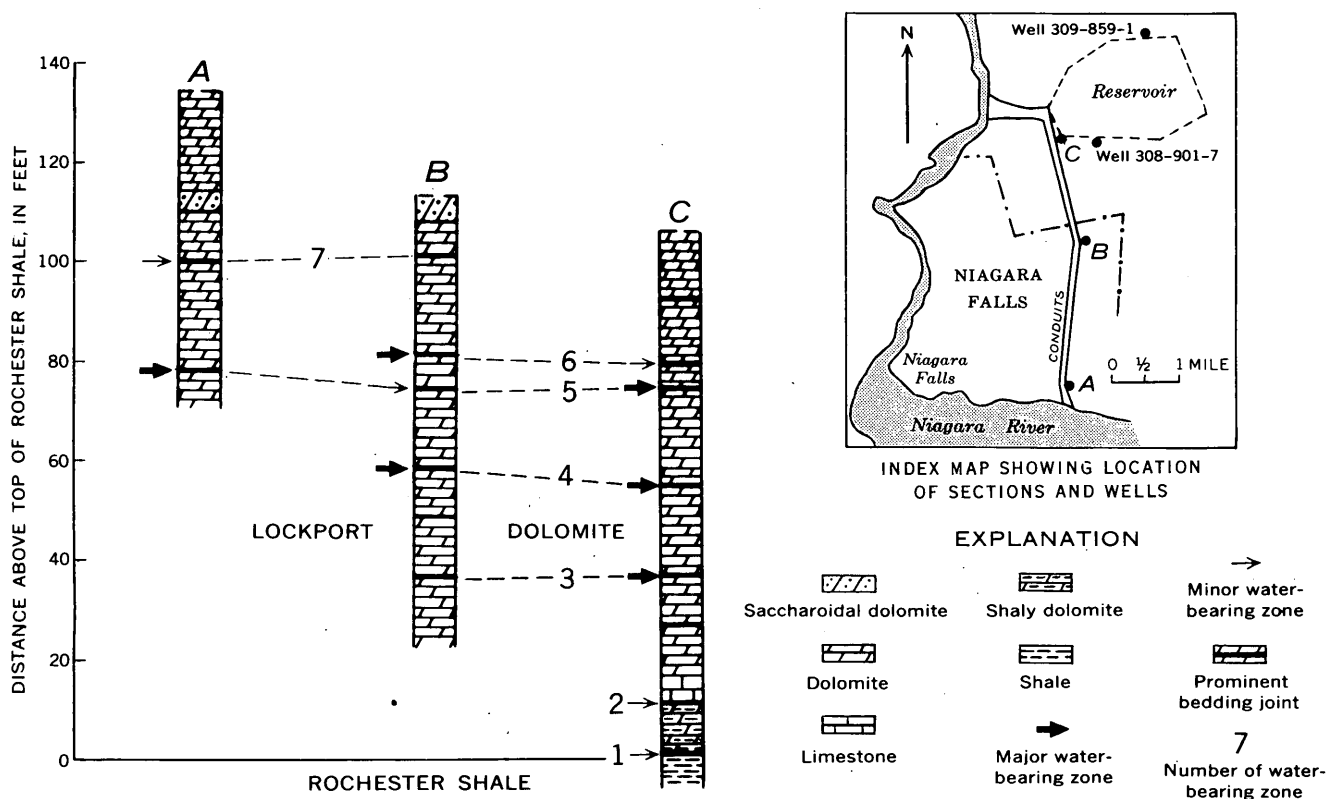 DISTANCE ABOVE TOP OF ROCHESTER SHALE, IN FEET
140
120
100
80
60
40
20
0
A
B
C
7
6
5
4
3
2
1
LOCKPORT
DOLOMITE
ROCHESTER SHALE
N
Well 309-859-1
Reservoir
C
Well 308-901-7
B
NIAGARA
FALLS
CONDUITS
Niagara
Falls
0 ½ 1 MILE
A
Niagara River
INDEX MAP SHOWING LOCATION
OF SECTIONS AND WELLS
EXPLANATION
Saccharoidal dolomite
Dolomite
Limestone
Shaly dolomite
Shale
Major water-
bearing zone
Minor water-
bearing zone
Prominent
bedding joint
7
Number of water-
bearing zone